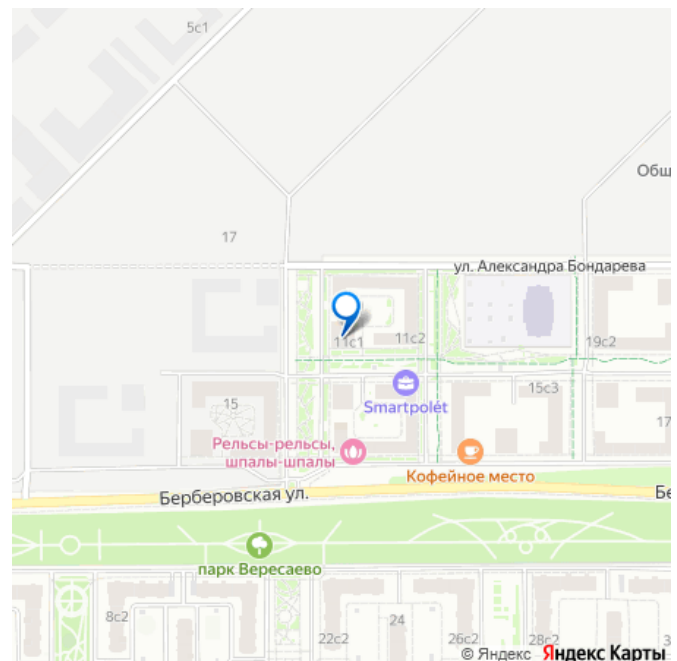 5с1
Общ
17
ул. Александра Бондарева
11с1
11с2
19с2
15
15с3
Smartpolét
17
Рельсы-рельсы,
шпалы-шпалы
Кофейное место
Берберовская ул.
Бе
парк Вересаево
8с2
24
22с2
26с2
28с2
3
© Яндекс Яндекс Карты